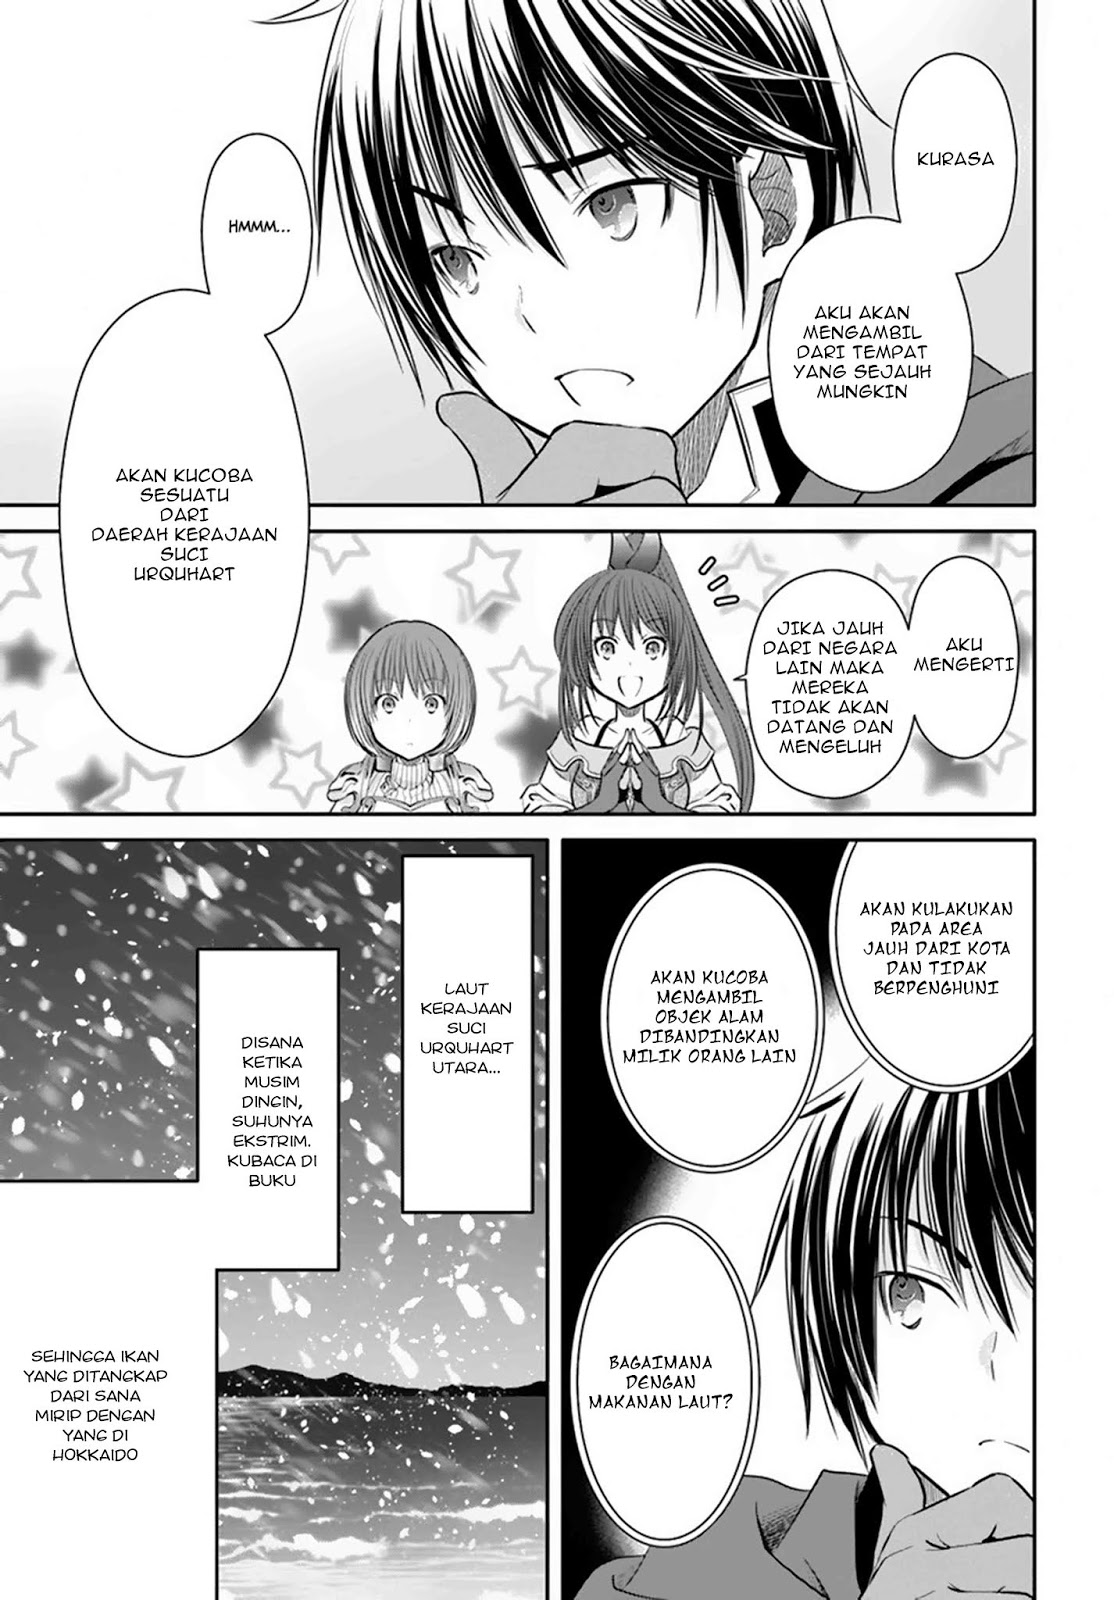 KURASA
AKU AKAN
MENGAMBIL
DARI TEMPAT
YANG SEJAUH
MUNGKIN
HMMM...
AKAN KUCOBA
SESUATU
DARI
DAERAH KERAJAAN
SUCI
URQUHART
AKU
MENGERTI
JIKA JAUH
DARI NEGARA
LAIN MAKA
MEREKA
TIDAK AKAN
DATANG DAN
MENGELUH
AKAN KULAKUKAN
PADA AREA
JAUH DARI KOTA
DAN TIDAK
BERPENGHUNI
AKAN KUCOBA
MENGAMBIL
OBJEK ALAM
DIBANDINGKAN
MILIK ORANG LAIN
BAGAIMANA
DENGAN
MAKANAN LAUT?
LAUT
KERAJAAN
SUCI
URQUHART
UTARA...
DISANA
KETIKA
MUSIM
DINGIN,
SUHUNYA
EKSTRIM.
KUBACA DI
BUKU
SEHINGGA IKAN
YANG DITANGKAP
DARI SANA
MIRIP DENGAN
YANG DI
HOKKAIDO